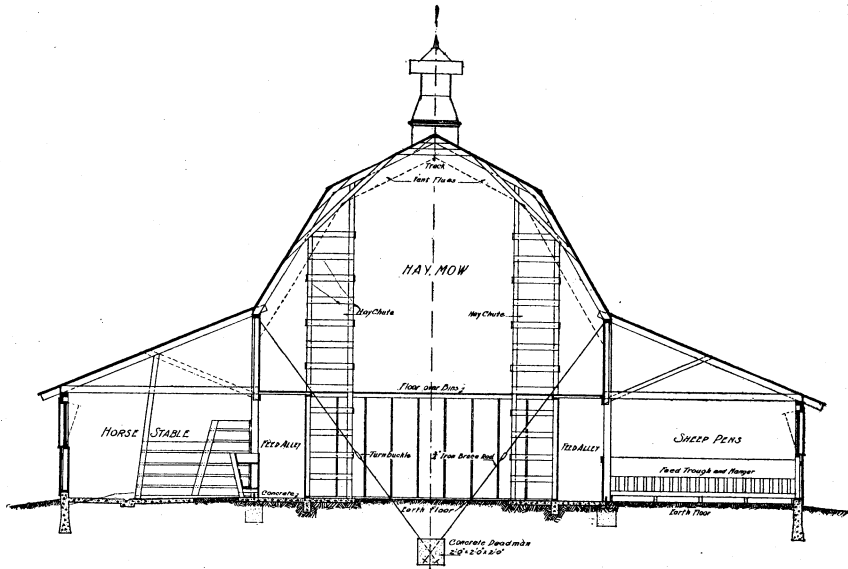 Track
Vent Flues
HAY MOW
Hay Chute
Hay Chute
Floor over Bins
HORSE STABLE
FEED ALLEY
Turnbuckle
Iron Brace Rod
FEED ALLEY
SHEEP PENS
Feed Trough and Manger
Concrete
Earth Floor
Earth Floor
Concrete Deadman
2'0" x 2'0" x 2'0"